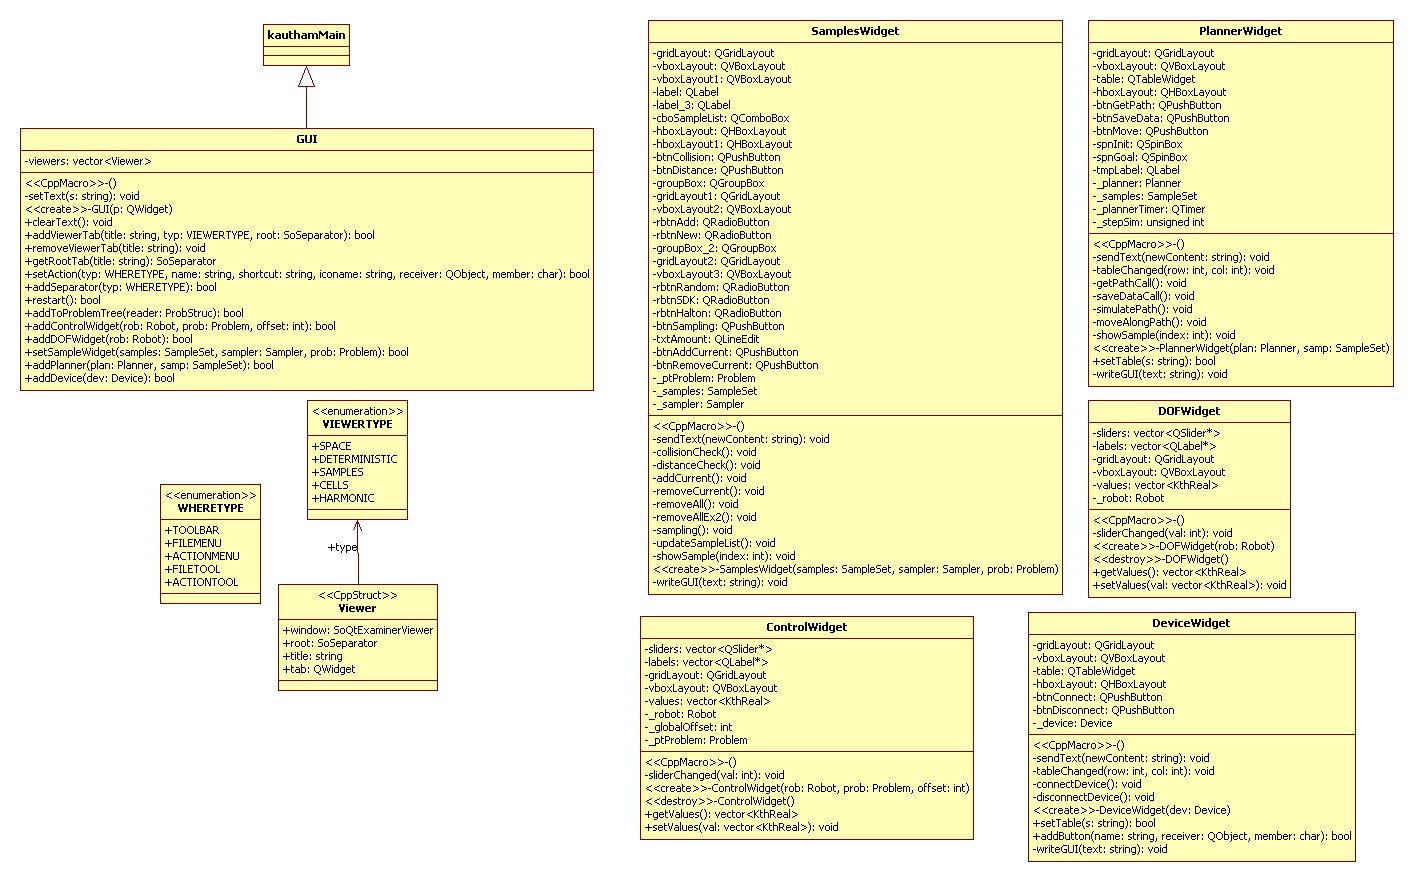 kauthamMain
GUI
-viewers: vector<Viewer>
<<CppMacro>>-()
-setText(s: string): void
<<create>>-GUI(p: QWidget)
+clearText(): void
+addViewerTab(title: string, typ: VIEWERTYPE, root: SoSeparator): bool
+removeViewerTab(title: string): void
+getRootTab(title: string): SoSeparator
+setAction(typ: WHERETYPE, name: string, shortcut: string, iconame: string, receiver: QObject, member: char): bool
+addSeparator(typ: WHERETYPE): bool
+restart(): bool
+addToProblemTree(reader: ProbStruc): bool
+addControlWidget(rob: Robot, prob: Problem, offset: int): bool
+addDOFWidget(rob: Robot): bool
+setSampleWidget(samples: SampleSet, sampler: Sampler, prob: Problem): bool
+addPlanner(plan: Planner, samp: SampleSet): bool
+addDevice(dev: Device): bool
<<enumeration>>
VIEWERTYPE
+SPACE
+DETERMINISTIC
+SAMPLES
+CELLS
+HARMONIC
<<enumeration>>
WHERETYPE
+TOOLBAR
+FILEMENU
+ACTIONMENU
+FILETOOL
+ACTIONTOOL
+type
<<CppStruct>>
Viewer
+window: SoQtExaminerViewer
+root: SoSeparator
+title: string
+tab: QWidget
SamplesWidget
-gridLayout: QGridLayout
-vboxLayout: QVBoxLayout
-vboxLayout1: QVBoxLayout
-label: QLabel
-label_3: QLabel
-cboSampleList: QComboBox
-hboxLayout: QHBoxLayout
-hboxLayout1: QHBoxLayout
-btnCollision: QPushButton
-btnDistance: QPushButton
-groupBox: QGroupBox
-gridLayout1: QGridLayout
-vboxLayout2: QVBoxLayout
-rbtnAdd: QRadioButton
-rbtnNew: QRadioButton
-groupBox_2: QGroupBox
-gridLayout2: QGridLayout
-vboxLayout3: QVBoxLayout
-rbtnRandom: QRadioButton
-rbtnSDK: QRadioButton
-rbtnHalton: QRadioButton
-btnSampling: QPushButton
-txtAmount: QLineEdit
-btnAddCurrent: QPushButton
-btnRemoveCurrent: QPushButton
-_ptProblem: Problem
-_samples: SampleSet
-_sampler: Sampler
<<CppMacro>>-()
-sendText(newContent: string): void
-collisionCheck(): void
-distanceCheck(): void
-addCurrent(): void
-removeCurrent(): void
-removeAll(): void
-removeAllEx2(): void
-sampling(): void
-updateSampleList(): void
-showSample(index: int): void
<<create>>-SamplesWidget(samples: SampleSet, sampler: Sampler, prob: Problem)
-writeGUI(text: string): void
PlannerWidget
-gridLayout: QGridLayout
-vboxLayout: QVBoxLayout
-table: QTableWidget
-hboxLayout: QHBoxLayout
-btnGetPath: QPushButton
-btnSaveData: QPushButton
-btnMove: QPushButton
-spnInit: QSpinBox
-spnGoal: QSpinBox
-tmpLabel: QLabel
-_planner: Planner
-_samples: SampleSet
-_plannerTimer: QTimer
-_stepSim: unsigned int
<<CppMacro>>-()
-sendText(newContent: string): void
-tableChanged(row: int, col: int): void
-getPathCall(): void
-saveDataCall(): void
-simulatePath(): void
-moveAlongPath(): void
-showSample(index: int): void
<<create>>-PlannerWidget(plan: Planner, samp: SampleSet)
+setTable(s: string): bool
-writeGUI(text: string): void
DOFWidget
-sliders: vector<QSlider*>
-labels: vector<QLabel*>
-gridLayout: QGridLayout
-vboxLayout: QVBoxLayout
-values: vector<KthReal>
-_robot: Robot
<<CppMacro>>-()
-sliderChanged(val: int): void
<<create>>-DOFWidget(rob: Robot)
<<destroy>>-DOFWidget()
+getValues(): vector<KthReal>
+setValues(val: vector<KthReal>): void
ControlWidget
-sliders: vector<QSlider*>
-labels: vector<QLabel*>
-gridLayout: QGridLayout
-vboxLayout: QVBoxLayout
-values: vector<KthReal>
-_robot: Robot
-_globalOffset: int
-_ptProblem: Problem
<<CppMacro>>-()
-sliderChanged(val: int): void
<<create>>-ControlWidget(rob: Robot, prob: Problem, offset: int)
<<destroy>>-ControlWidget()
+getValues(): vector<KthReal>
+setValues(val: vector<KthReal>): void
DeviceWidget
-gridLayout: QGridLayout
-vboxLayout: QVBoxLayout
-table: QTableWidget
-hboxLayout: QHBoxLayout
-btnConnect: QPushButton
-btnDisconnect: QPushButton
-_device: Device
<<CppMacro>>-()
-sendText(newContent: string): void
-tableChanged(row: int, col: int): void
-connectDevice(): void
-disconnectDevice(): void
<<create>>-DeviceWidget(dev: Device)
+setTable(s: string): bool
+addButton(name: string, receiver: QObject, member: char): bool
-writeGUI(text: string): void